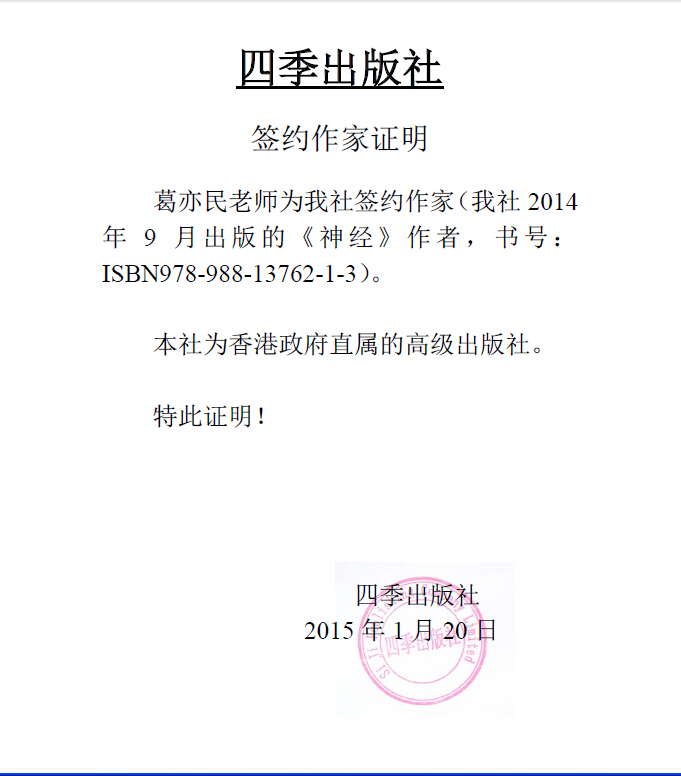 四季出版社
签约作家证明
葛亦民老师为我社签约作家（我社 2014
年 9 月出版的《神经》作者，书号：
ISBN978-988-13762-1-3）。
本社为香港政府直属的高级出版社。
特此证明！
四季出版社
2015 年 1 月 20 日
四季出版社
Limited